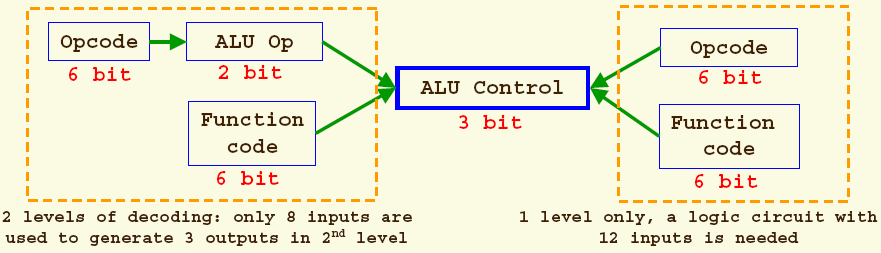 Opcode
6 bit
ALU Op
2 bit
Function
code
6 bit
ALU Control
3 bit
Opcode
6 bit
Function
code
6 bit
2 levels of decoding: only 8 inputs are
used to generate 3 outputs in 2nd level
1 level only, a logic circuit with
12 inputs is needed